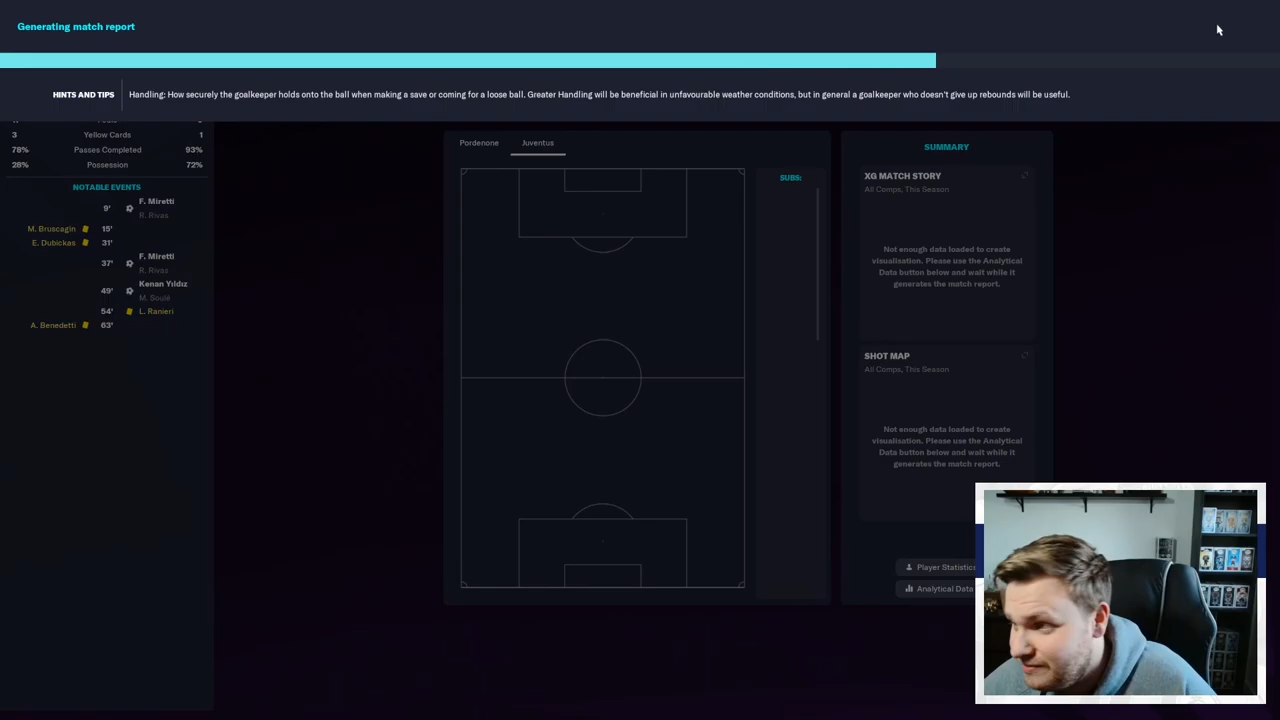 Generating match report
HINTS AND TIPS
Handling: How securely the goalkeeper holds onto the ball when making a save or coming for a loose ball. Greater Handling will be beneficial in unfavourable weather conditions, but in general a goalkeeper who doesn't give up rebounds will be useful.
3 Yellow Cards 1
78% Passes Completed 93%
28% Possession 72%
NOTABLE EVENTS
9' F. Miretti
R. Rivas
M. Bruscagin 15'
E. Dubickas 31'
37' F. Miretti
R. Rivas
49' Kenan Yıldız
M. Soulé
54' L. Ranieri
A. Benedetti 63'
Pordenone Juventus
SUBS:
SUMMARY
XG MATCH STORY
All Comps, This Season
Not enough data loaded to create
visualisation. Please use the Analytical
Data button below and wait while it
generates the match report.
SHOT MAP
All Comps, This Season
Not enough data loaded to create
visualisation. Please use the Analytical
Data button below and wait while it
generates the match report.
Player Statistics
Analytical Data